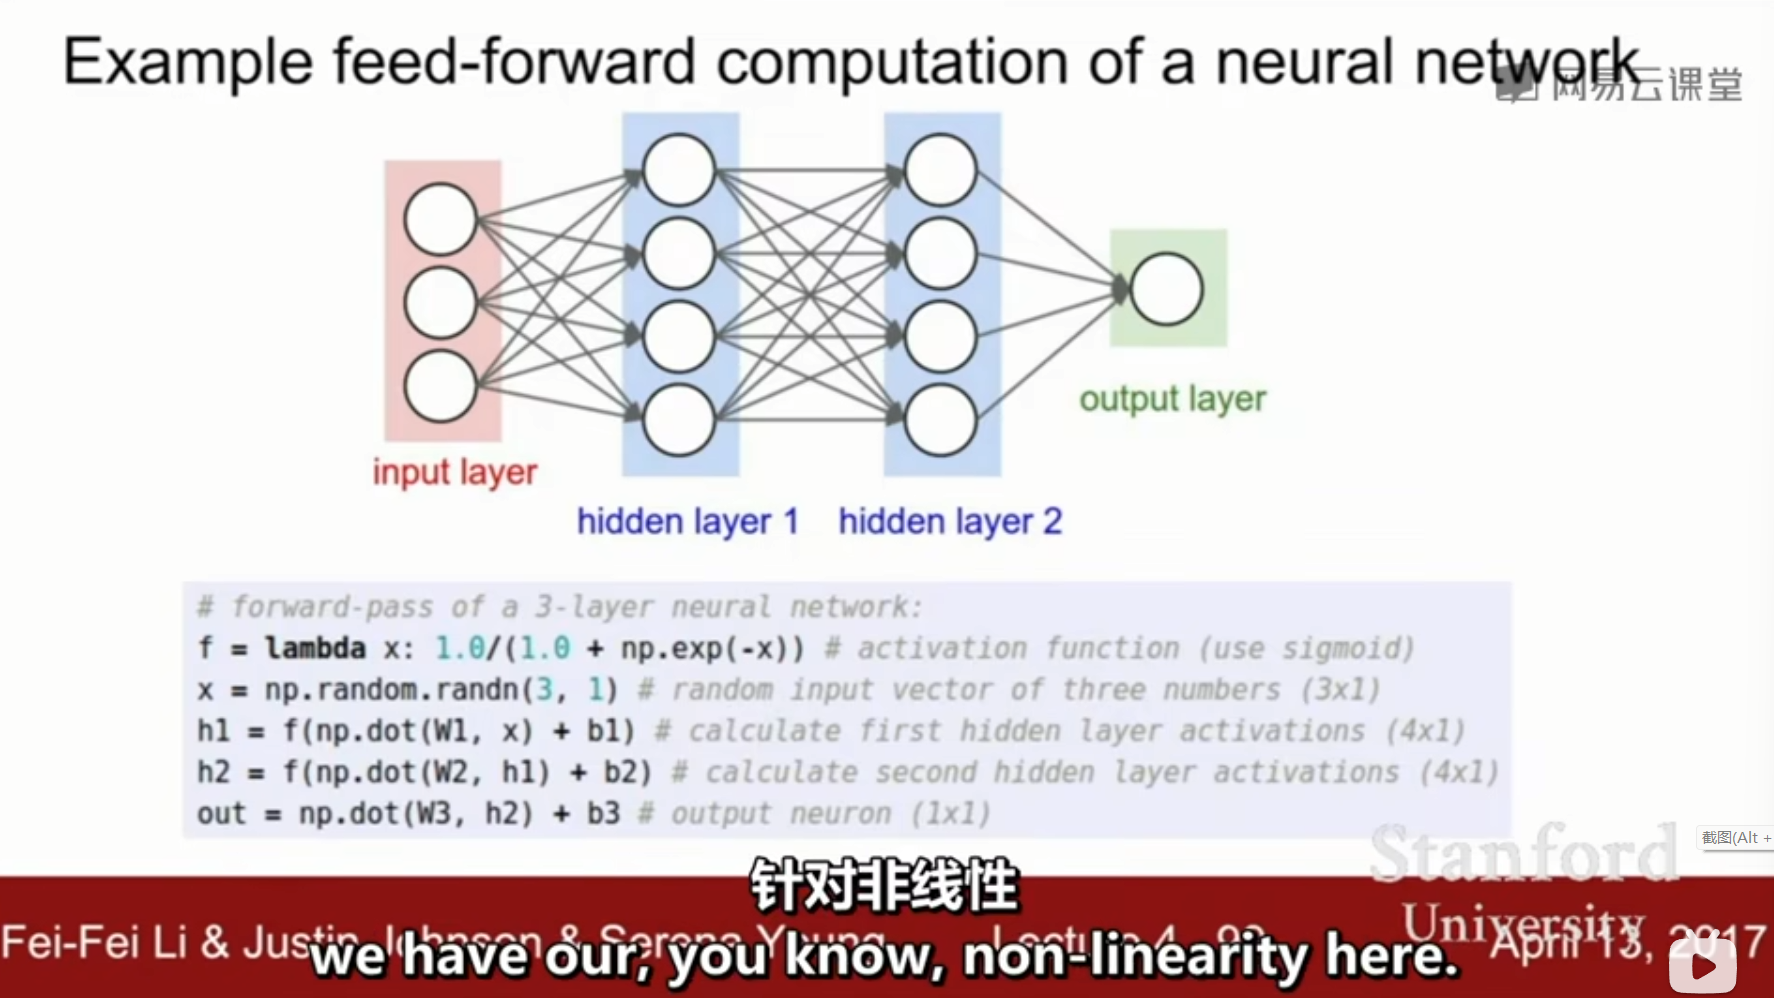 Example feed-forward computation of a neural network
网易云课堂
input layer
hidden layer 1
hidden layer 2
output layer
# forward-pass of a 3-layer neural network:
f = lambda x: 1.0/(1.0 + np.exp(-x)) # activation function (use sigmoid)
x = np.random.randn(3, 1) # random input vector of three numbers (3x1)
h1 = f(np.dot(W1, x) + b1) # calculate first hidden layer activations (4x1)
h2 = f(np.dot(W2, h1) + b2) # calculate second hidden layer activations (4x1)
out = np.dot(W3, h2) + b3 # output neuron (1x1)
截图(Alt +
Stanford
University
针对非线性
Fei-Fei Li & Justin Johnson & Serena Yeung
Lecture 4
April 13, 2017
we have our, you know, non-linearity here.